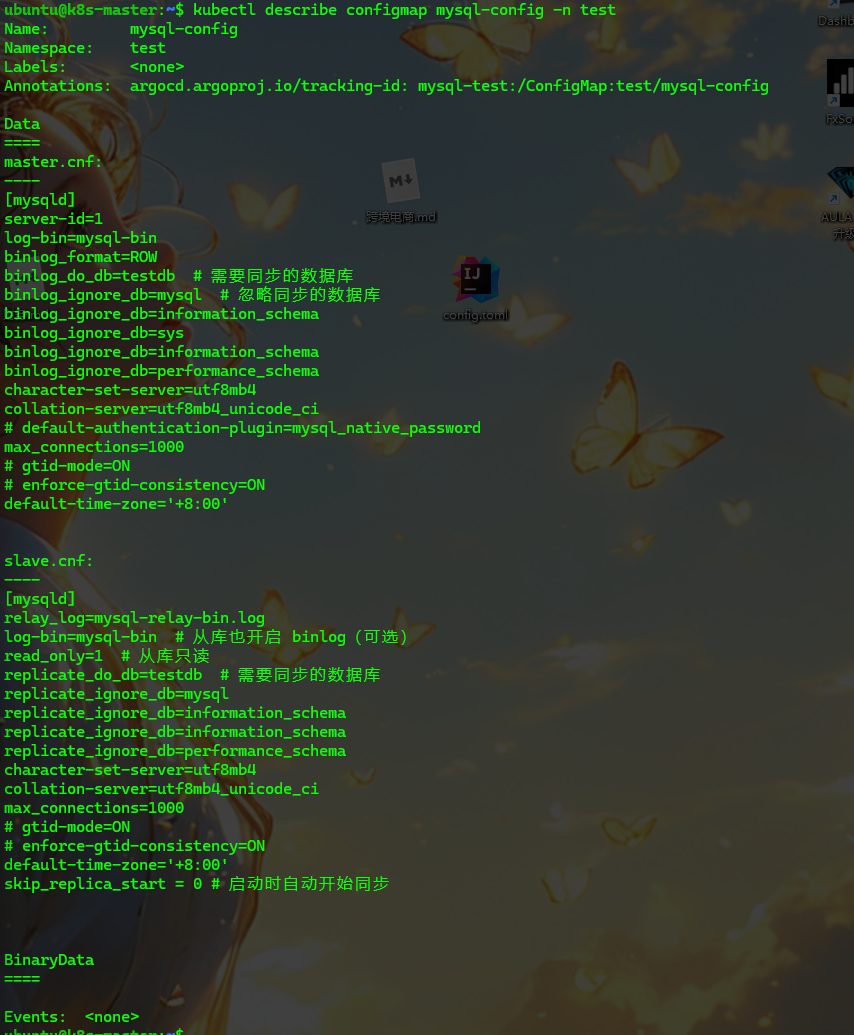 ubuntu@k8s-master:~$ kubectl describe configmap mysql-config -n test
Name:         mysql-config
Namespace:    test
Labels:       <none>
Annotations:  argocd.argoproj.io/tracking-id: mysql-test:/ConfigMap:test/mysql-config
Data
====
master.cnf:
----
[mysqld]
server-id=1
log-bin=mysql-bin
binlog_format=ROW
binlog_do_db=testdb  # 需要同步的数据库
binlog_ignore_db=mysql  # 忽略同步的数据库
binlog_ignore_db=information_schema
binlog_ignore_db=sys
binlog_ignore_db=information_schema
binlog_ignore_db=performance_schema
character-set-server=utf8mb4
collation-server=utf8mb4_unicode_ci
# default-authentication-plugin=mysql_native_password
max_connections=1000
# gtid-mode=ON
# enforce-gtid-consistency=ON
default-time-zone='+8:00'
slave.cnf:
----
[mysqld]
relay_log=mysql-relay-bin.log
log-bin=mysql-bin  # 从库也开启 binlog（可选）
read_only=1  # 从库只读
replicate_do_db=testdb  # 需要同步的数据库
replicate_ignore_db=mysql
replicate_ignore_db=information_schema
replicate_ignore_db=information_schema
replicate_ignore_db=performance_schema
character-set-server=utf8mb4
collation-server=utf8mb4_unicode_ci
max_connections=1000
# gtid-mode=ON
# enforce-gtid-consistency=ON
default-time-zone='+8:00'
skip_replica_start = 0 # 启动时自动开始同步
BinaryData
====
Events:  <none>
ubuntu@k8s-master:~$
跨境电商.md
IJ
config.toml
Dashb
FxSo
AULA
升级